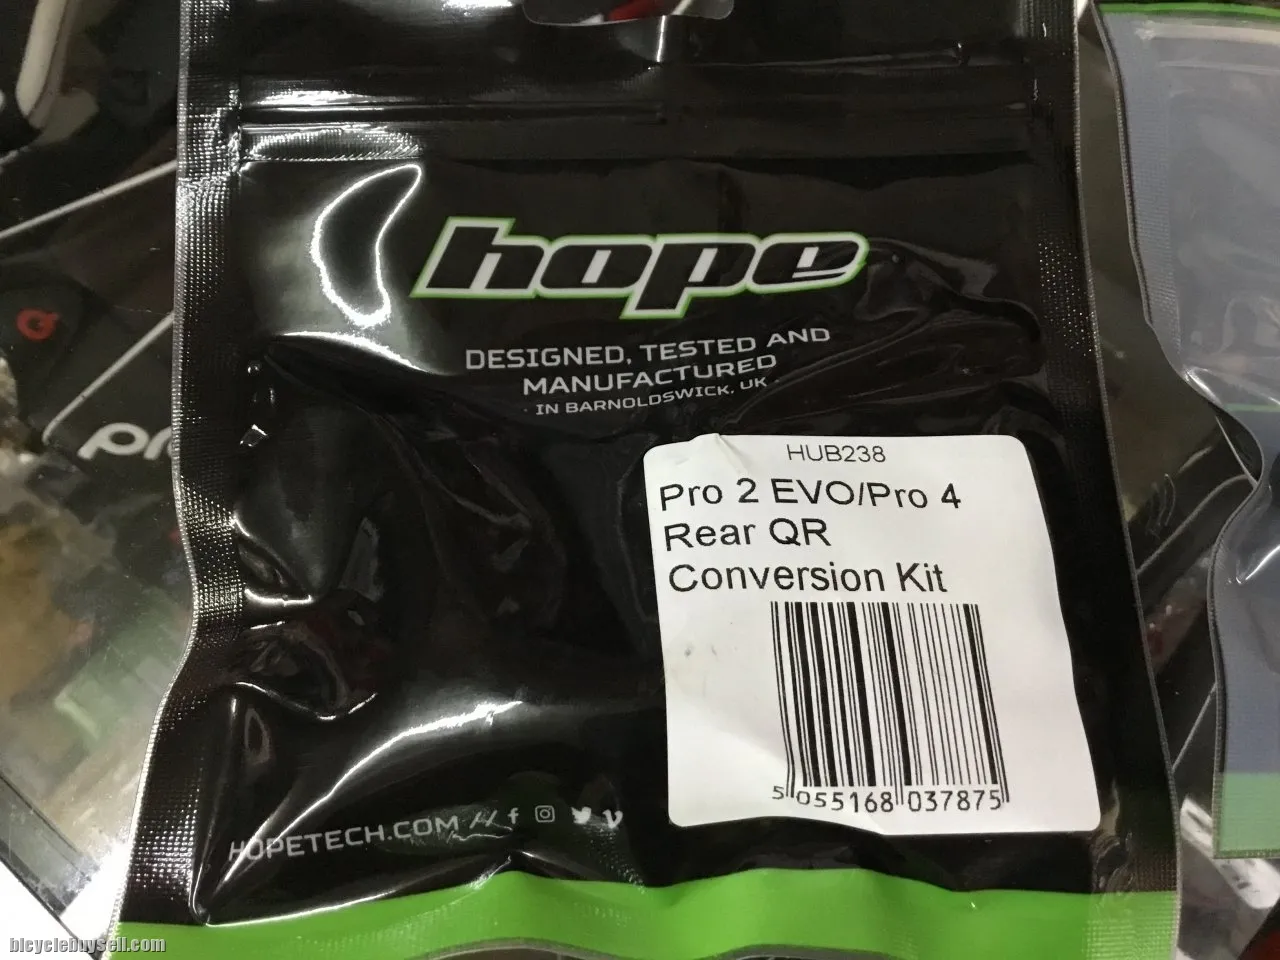 hope
DESIGNED, TESTED AND
MANUFACTURED
· IN BARNOLDSWICK, UK ·
HUB238
Pro 2 EVO/Pro 4
Rear QR
Conversion Kit
5 055168 037875
HOPETECH.COM //
bicyclebuysell.com